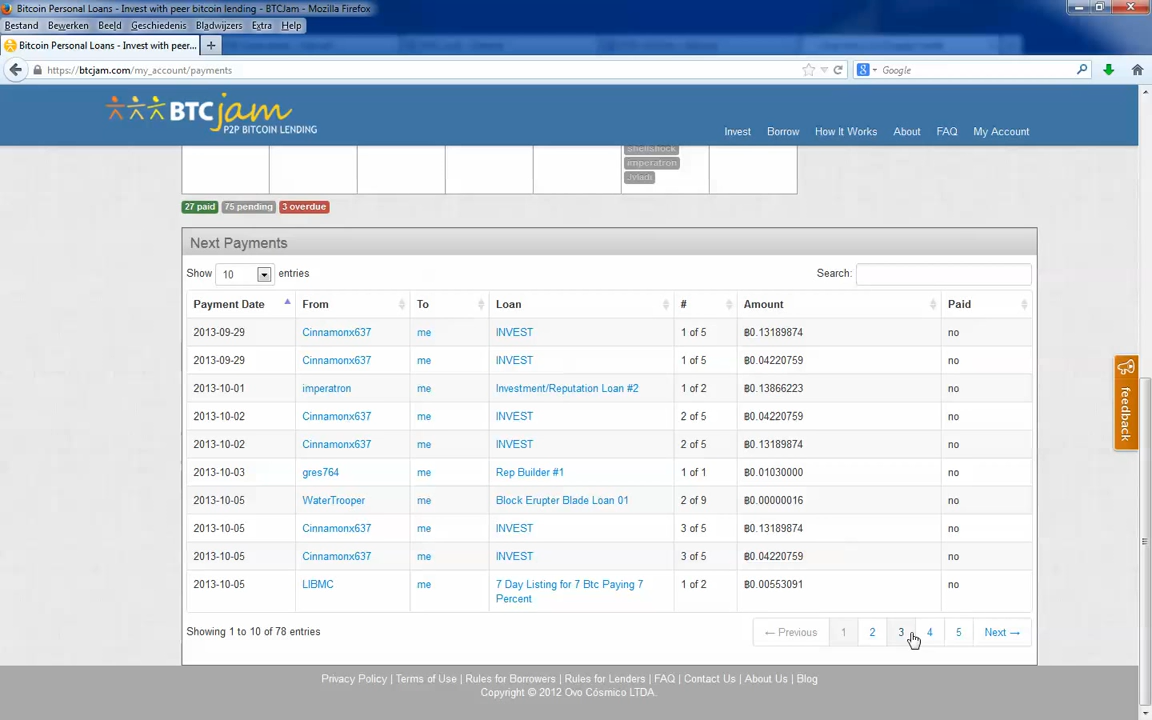 Bitcoin Personal Loans - Invest with peer bitcoin lending - BTCJam - Mozilla Firefox
Bestand Bewerken Beeld Geschiedenis Bladwijzers Extra Help
Bitcoin Personal Loans - Invest with peer... +
https://btcjam.com/my_account/payments Google
BTC jam
P2P BITCOIN LENDING
Invest Borrow How It Works About FAQ My Account
shellshock
imperatron
Jvladi
27 paid 75 pending 3 overdue
Next Payments
Show 10 entries Search:
Payment Date From To Loan # Amount Paid
2013-09-29 Cinnamonx637 me INVEST 1 of 5 ฿0.13189874 no
2013-09-29 Cinnamonx637 me INVEST 1 of 5 ฿0.04220759 no
2013-10-01 imperatron me Investment/Reputation Loan #2 1 of 2 ฿0.13866223 no
2013-10-02 Cinnamonx637 me INVEST 2 of 5 ฿0.04220759 no
2013-10-02 Cinnamonx637 me INVEST 2 of 5 ฿0.13189874 no
2013-10-03 gres764 me Rep Builder #1 1 of 1 ฿0.01030000 no
2013-10-05 WaterTrooper me Block Erupter Blade Loan 01 2 of 9 ฿0.00000016 no
2013-10-05 Cinnamonx637 me INVEST 3 of 5 ฿0.13189874 no
2013-10-05 Cinnamonx637 me INVEST 3 of 5 ฿0.04220759 no
2013-10-05 LIBMC me 7 Day Listing for 7 Btc Paying 7 1 of 2 ฿0.00553091 no
Percent
Showing 1 to 10 of 78 entries ← Previous 1 2 3 4 5 Next →
feedback
Privacy Policy | Terms of Use | Rules for Borrowers | Rules for Lenders | FAQ | Contact Us | About Us | Blog
Copyright © 2012 Ovo Cósmico LTDA.